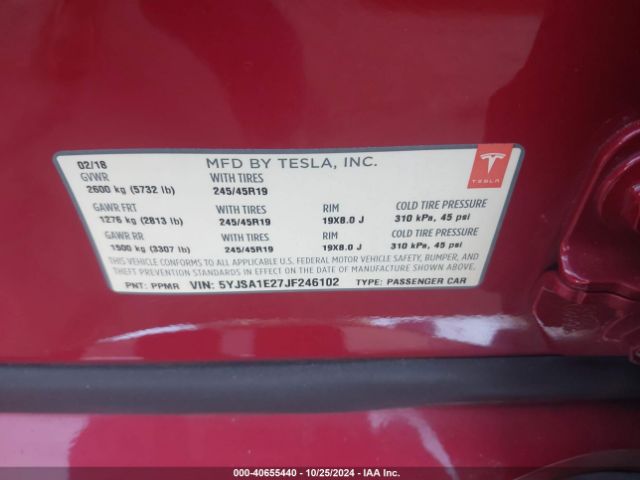 02/18 MFD BY TESLA, INC.
GVWR WITH TIRES
2600 kg (5732 lb) 245/45R19
GAWR FRT WITH TIRES RIM COLD TIRE PRESSURE
1276 kg (2813 lb) 245/45R19 19X8.0 J 310 kPa, 45 psi
GAWR RR WITH TIRES RIM COLD TIRE PRESSURE
1500 kg (3307 lb) 245/45R19 19X8.0 J 310 kPa, 45 psi
THIS VEHICLE CONFORMS TO ALL APPLICABLE U.S. FEDERAL MOTOR VEHICLE SAFETY, BUMPER, AND
THEFT PREVENTION STANDARDS IN EFFECT ON THE DATE OF MANUFACTURE SHOWN ABOVE.
PNT: PPMR VIN: 5YJSA1E27JF246102 TYPE: PASSENGER CAR
TESLA
000-40655440 - 10/25/2024 - IAA Inc.